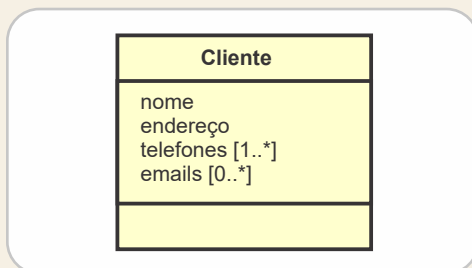 Cliente
nome
endereço
telefones [1..*]
emails [0..*]